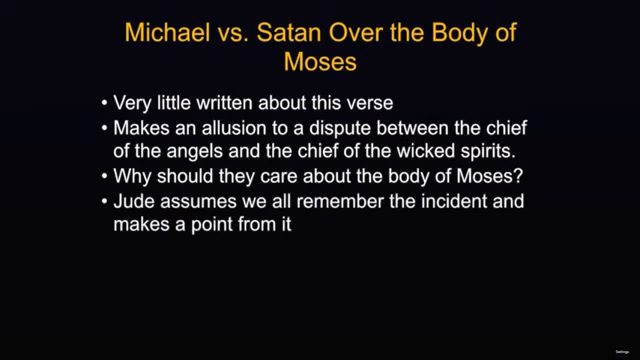 Michael vs. Satan Over the Body of
Moses
• Very little written about this verse
• Makes an allusion to a dispute between the chief
of the angels and the chief of the wicked spirits.
• Why should they care about the body of Moses?
• Jude assumes we all remember the incident and
makes a point from it